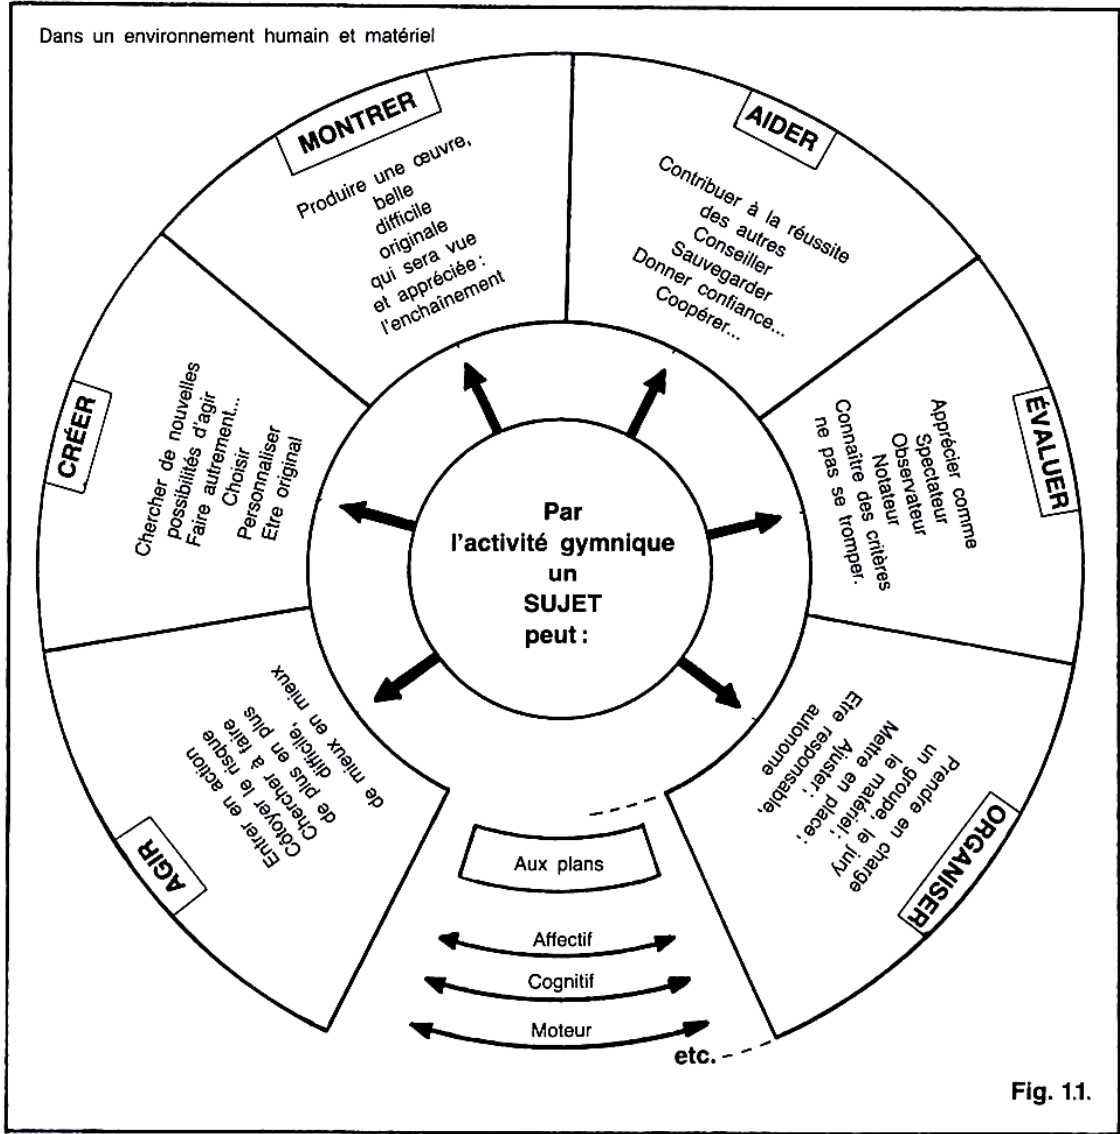 Dans un environnement humain et matériel
MONTRER
Produire une œuvre,
belle
difficile
originale
qui sera vue
et appréciée :
l'enchaînement
AIDER
Contribuer à la réussite
des autres
Conseiller
Sauvegarder
Donner confiance...
Coopérer...
ÉVALUER
Apprécier comme
Spectateur
Observateur
Notateur
Connaître des critères
ne pas se tromper.
ORGANISER
Prendre en charge
un groupe, le jury
le matériel ;
Mettre en place ;
Ajuster ;
Etre responsable,
autonome
CRÉER
Chercher de nouvelles
possibilités d'agir
Faire autrement...
Choisir
Personnaliser
Etre original
AGIR
Entrer en action
Côtoyer le risque
Chercher à faire
de plus en plus
difficile,
de mieux en mieux
Par
l'activité gymnique
un
SUJET
peut :
Aux plans
Affectif
Cognitif
Moteur
etc.
Fig. 1.1.